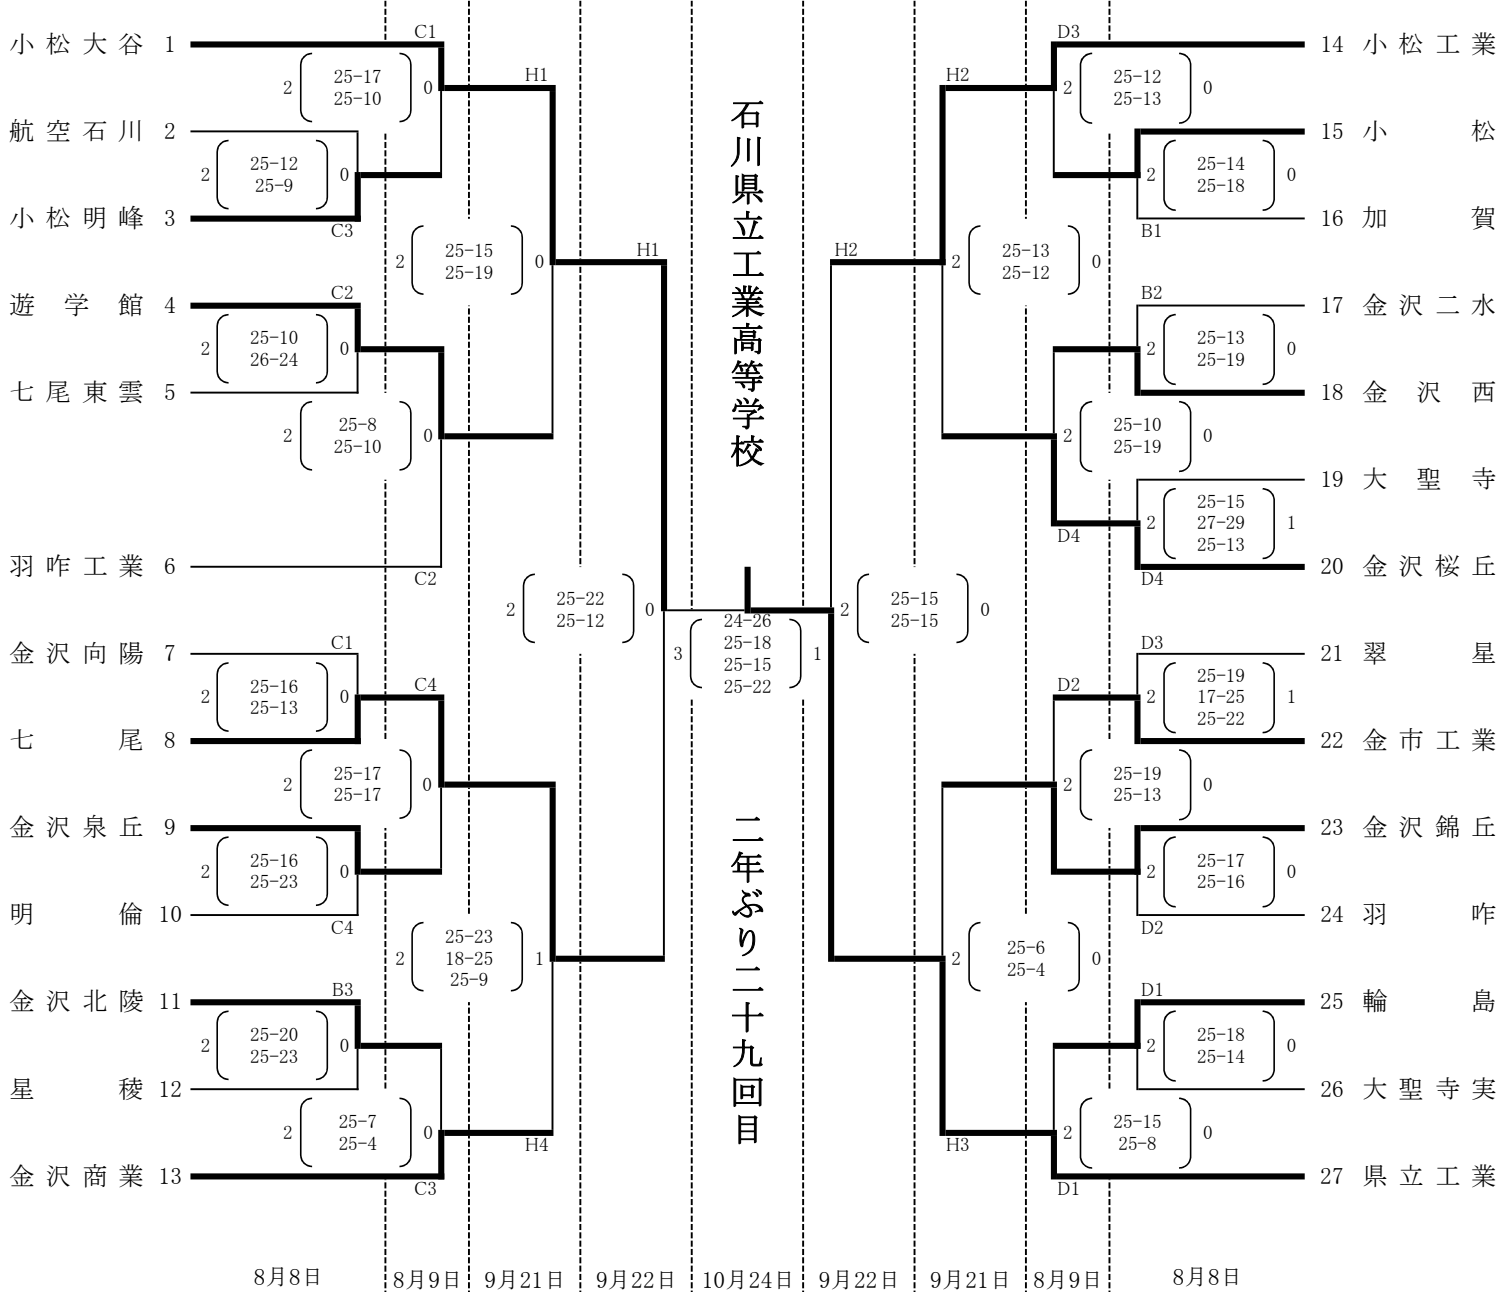 小松大谷 1
C1
2 25-17 0
25-10
H1
航空石川 2
2 25-12 0
25-9
小松明峰 3
C3
2 25-15 0
25-19
H1
遊学館 4
C2
2 25-10 0
26-24
七尾東雲 5
2 25-8 0
25-10
羽咋工業 6
C2
2 25-22 0
25-12
金沢向陽 7
C1
2 25-16 0
25-13
C4
七尾 8
2 25-17 0
25-17
金沢泉丘 9
2 25-16 0
25-23
明倫 10
C4
2 25-23 1
18-25
25-9
金沢北陵 11
B3
2 25-20 0
25-23
星稜 12
2 25-7 0
25-4
H4
金沢商業 13
C3
石川県立工業高等学校
二年ぶり二十九回目
24-26
25-18
3 25-15 1
25-22
D3
14 小松工業
H2
2 25-12 0
25-13
15 小松
2 25-14 0
25-18
16 加賀
B1
H2
2 25-13 0
25-12
B2
17 金沢二水
2 25-13 0
25-19
18 金沢西
2 25-10 0
25-19
19 大聖寺
25-15
2 27-29 1
25-13
D4
20 金沢桜丘
D4
2 25-15 0
25-15
D3
21 翠星
25-19
2 17-25 1
25-22
D2
22 金市工業
2 25-19 0
25-13
23 金沢錦丘
2 25-17 0
25-16
24 羽咋
D2
2 25-6 0
25-4
D1
25 輪島
2 25-18 0
25-14
26 大聖寺実
2 25-15 0
25-8
H3
27 県立工業
D1
8月8日 8月9日 9月21日 9月22日 10月24日 9月22日 9月21日 8月9日 8月8日